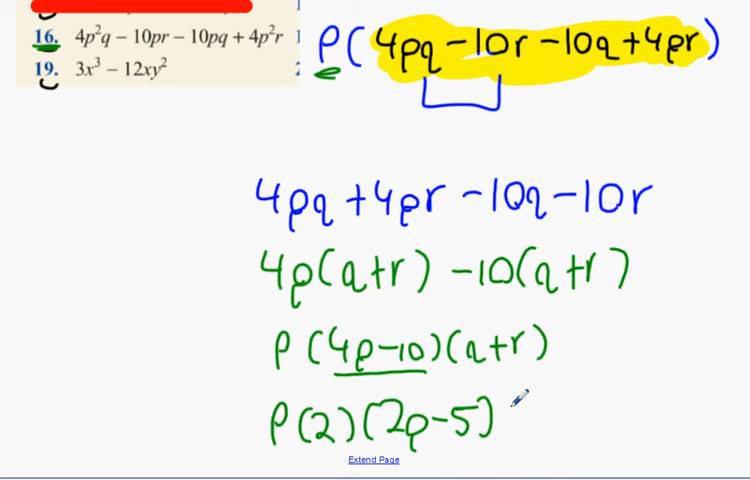 16. 4p²q − 10pr − 10pq + 4p²r
p(4pq − 10r − 10q + 4pr)
19. 3x³ − 12xy²
4pq + 4pr − 10q − 10r
4p(q + r) − 10(q + r)
p(4p − 10)(q + r)
p(2)(2p − 5)
Extend Page